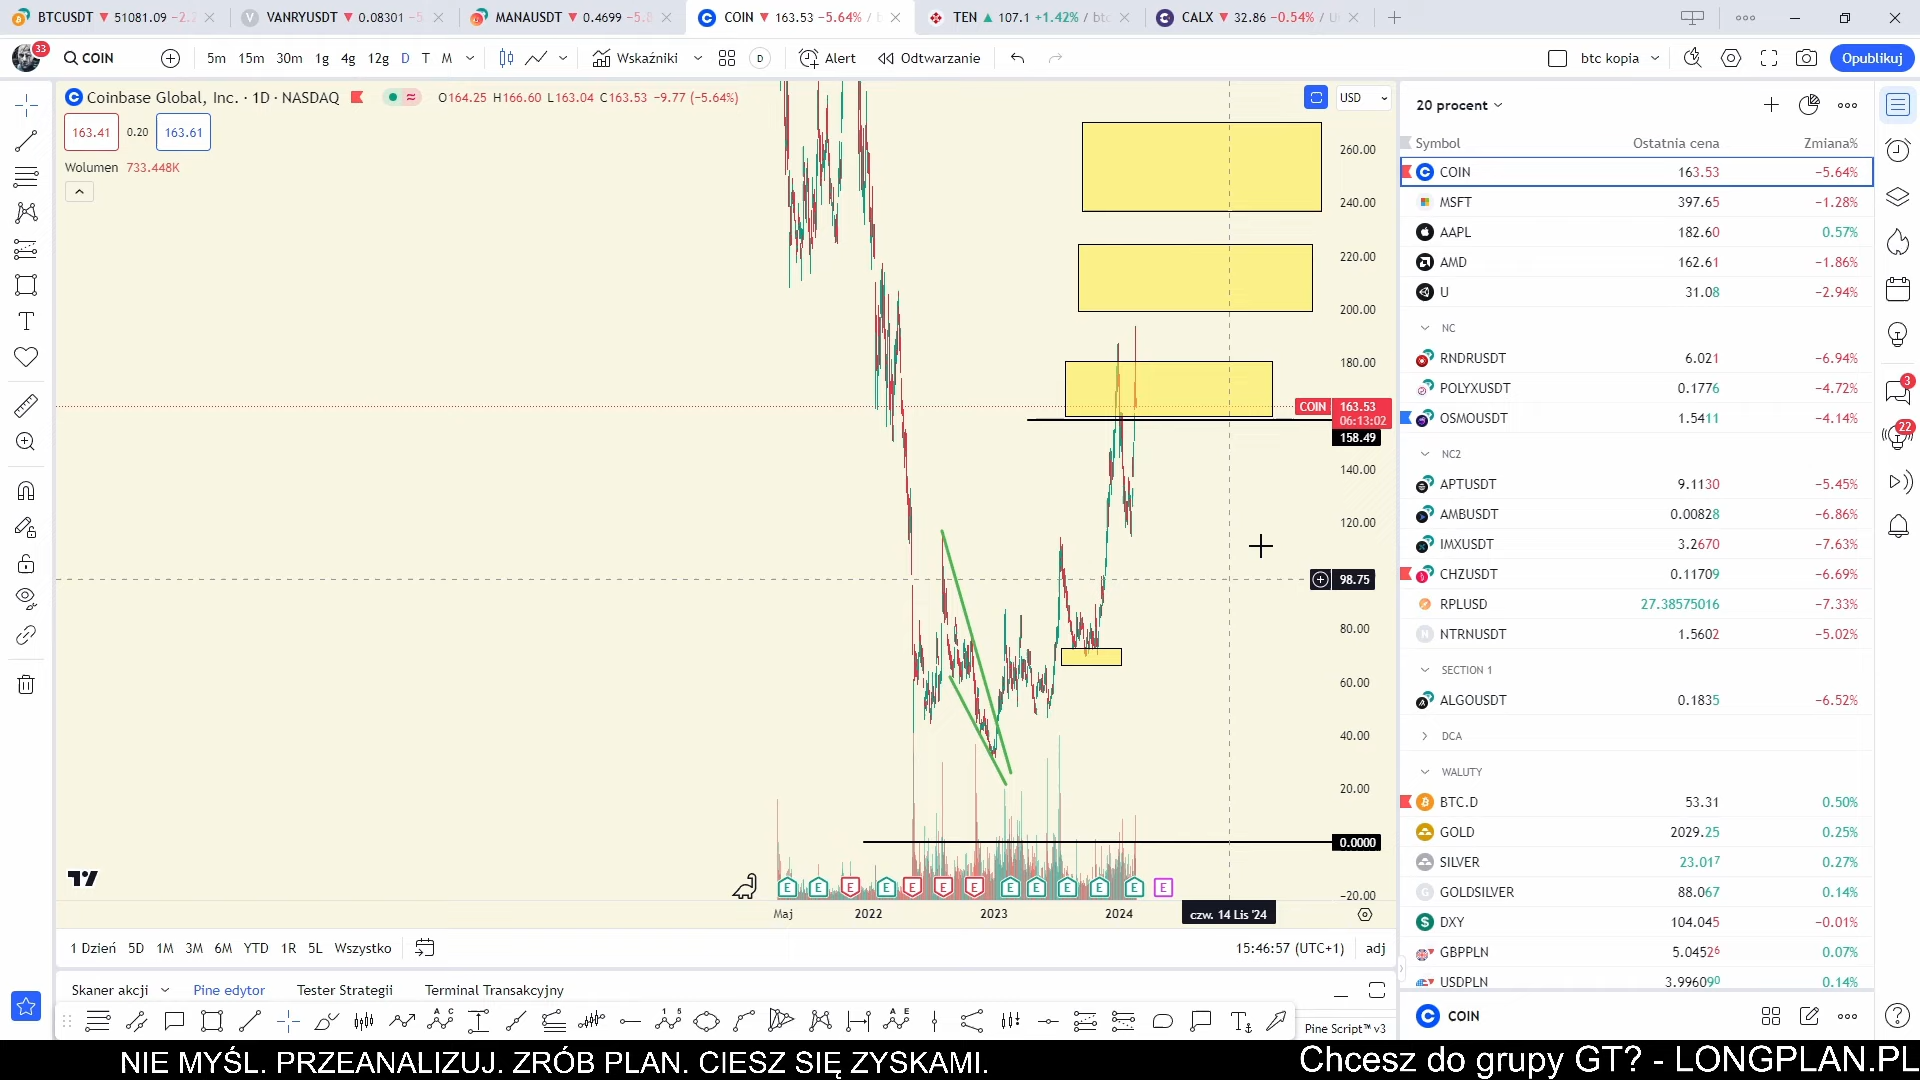 BTCUSDT ▼ 51081.09 −2.2
VANRYUSDT ▼ 0.08301 −5
MANAUSDT ▼ 0.4699 −5.8
COIN ▼ 163.53 −5.64% / b
TEN ▲ 107.1 +1.42% / btc
CALX ▼ 32.86 −0.54% / U
33
COIN
5m 15m 30m 1g 4g 12g D T M
Wskaźniki
D
Alert
Odtwarzanie
btc kopia
Opublikuj
Coinbase Global, Inc. · 1D · NASDAQ
O164.25 H166.60 L163.04 C163.53 −9.77 (−5.64%)
USD
163.41 0.20 163.61
Wolumen 733.448K
260.00
240.00
220.00
200.00
180.00
COIN 163.53
06:13:02
158.49
140.00
120.00
98.75
80.00
60.00
40.00
20.00
0.0000
−20.00
E E E E E E E E E E E E E
Maj 2022 2023 2024 czw. 14 Lis '24
1 Dzień 5D 1M 3M 6M YTD 1R 5L Wszystko
15:46:57 (UTC+1) adj
Skaner akcji Pine edytor Tester Strategii Terminal Transakcyjny
Pine Script™ v3
20 procent
Symbol Ostatnia cena Zmiana%
COIN 163.53 −5.64%
MSFT 397.65 −1.28%
AAPL 182.60 0.57%
AMD 162.61 −1.86%
U 31.08 −2.94%
NC
RNDRUSDT 6.021 −6.94%
POLYXUSDT 0.1776 −4.72%
OSMOUSDT 1.5411 −4.14%
NC2
APTUSDT 9.1130 −5.45%
AMBUSDT 0.00828 −6.86%
IMXUSDT 3.2670 −7.63%
CHZUSDT 0.11709 −6.69%
RPLUSD 27.38575016 −7.33%
NTRNUSDT 1.5602 −5.02%
SECTION 1
ALGOUSDT 0.1835 −6.52%
DCA
WALUTY
BTC.D 53.31 0.50%
GOLD 2029.25 0.25%
SILVER 23.017 0.27%
GOLDSILVER 88.067 0.14%
DXY 104.045 −0.01%
GBPPLN 5.04526 0.07%
USDPLN 3.996090 0.14%
COIN
3
22
NIE MYŚL. PRZEANALIZUJ. ZRÓB PLAN. CIESZ SIĘ ZYSKAMI.
Chcesz do grupy GT? - LONGPLAN.PL